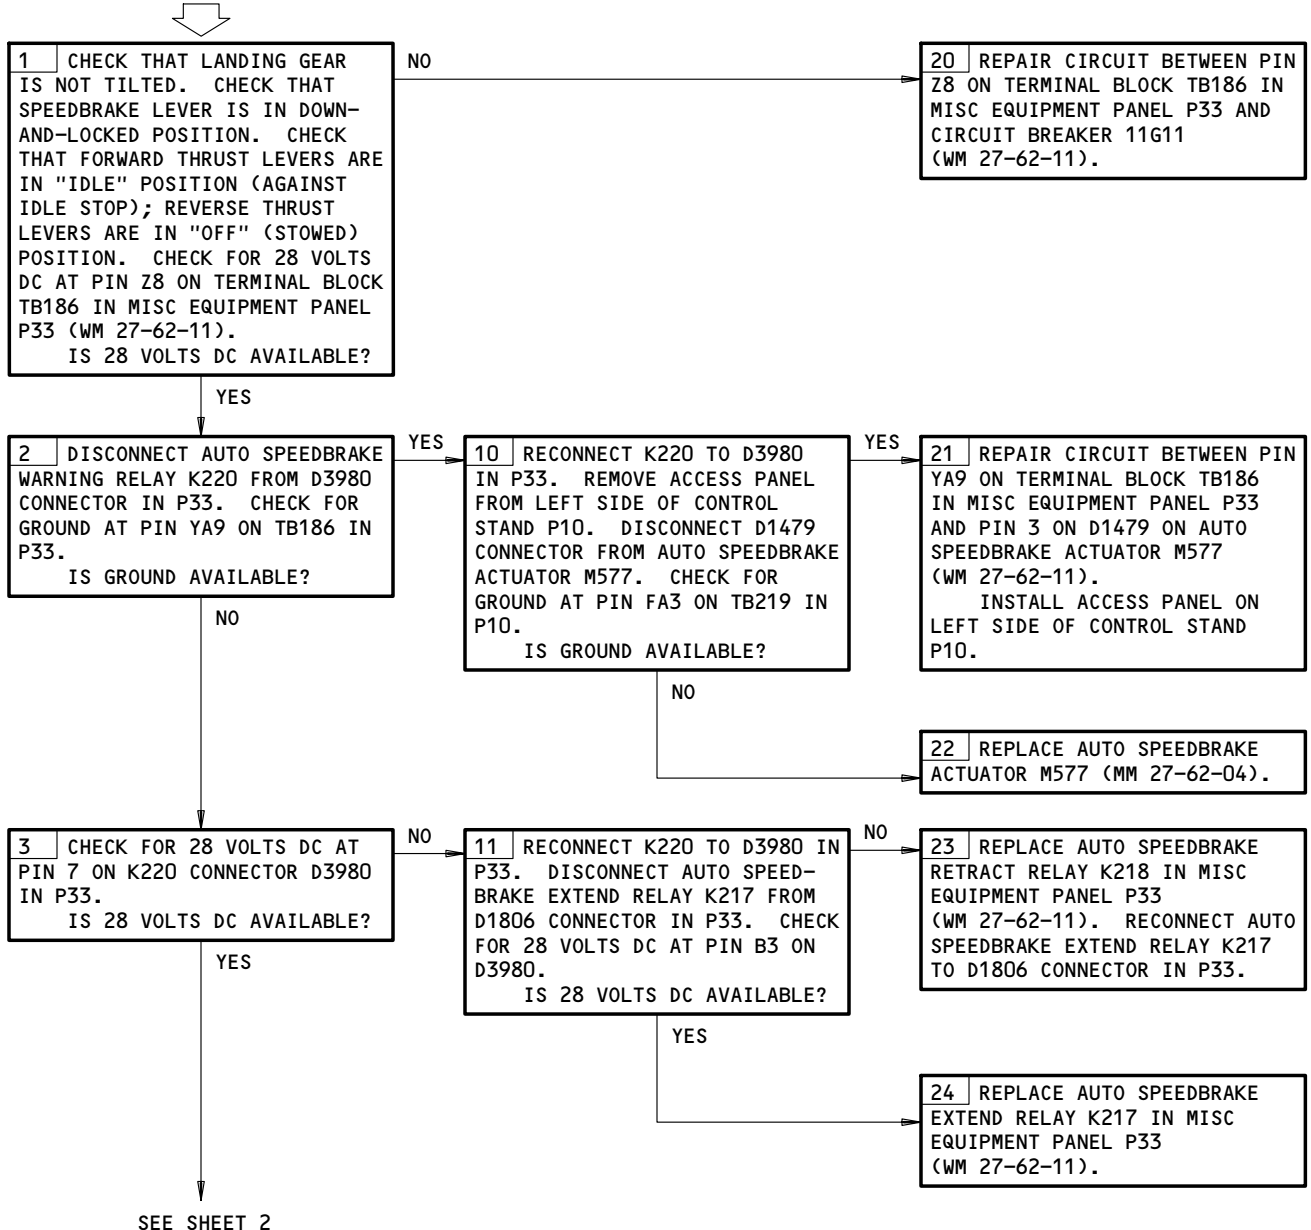 1 CHECK THAT LANDING GEAR
IS NOT TILTED. CHECK THAT
SPEEDBRAKE LEVER IS IN DOWN-
AND-LOCKED POSITION. CHECK
THAT FORWARD THRUST LEVERS ARE
IN "IDLE" POSITION (AGAINST
IDLE STOP); REVERSE THRUST
LEVERS ARE IN "OFF" (STOWED)
POSITION. CHECK FOR 28 VOLTS
DC AT PIN Z8 ON TERMINAL BLOCK
TB186 IN MISC EQUIPMENT PANEL
P33 (WM 27-62-11).
IS 28 VOLTS DC AVAILABLE?
NO
20 REPAIR CIRCUIT BETWEEN PIN
Z8 ON TERMINAL BLOCK TB186 IN
MISC EQUIPMENT PANEL P33 AND
CIRCUIT BREAKER 11G11
(WM 27-62-11).
YES
2 DISCONNECT AUTO SPEEDBRAKE
WARNING RELAY K220 FROM D3980
CONNECTOR IN P33. CHECK FOR
GROUND AT PIN YA9 ON TB186 IN
P33.
IS GROUND AVAILABLE?
YES
10 RECONNECT K220 TO D3980
IN P33. REMOVE ACCESS PANEL
FROM LEFT SIDE OF CONTROL
STAND P10. DISCONNECT D1479
CONNECTOR FROM AUTO SPEEDBRAKE
ACTUATOR M577. CHECK FOR
GROUND AT PIN FA3 ON TB219 IN
P10.
IS GROUND AVAILABLE?
YES
21 REPAIR CIRCUIT BETWEEN PIN
YA9 ON TERMINAL BLOCK TB186
IN MISC EQUIPMENT PANEL P33
AND PIN 3 ON D1479 ON AUTO
SPEEDBRAKE ACTUATOR M577
(WM 27-62-11).
INSTALL ACCESS PANEL ON
LEFT SIDE OF CONTROL STAND
P10.
NO
NO
22 REPLACE AUTO SPEEDBRAKE
ACTUATOR M577 (MM 27-62-04).
3 CHECK FOR 28 VOLTS DC AT
PIN 7 ON K220 CONNECTOR D3980
IN P33.
IS 28 VOLTS DC AVAILABLE?
NO
11 RECONNECT K220 TO D3980 IN
P33. DISCONNECT AUTO SPEED-
BRAKE EXTEND RELAY K217 FROM
D1806 CONNECTOR IN P33. CHECK
FOR 28 VOLTS DC AT PIN B3 ON
D3980.
IS 28 VOLTS DC AVAILABLE?
NO
23 REPLACE AUTO SPEEDBRAKE
RETRACT RELAY K218 IN MISC
EQUIPMENT PANEL P33
(WM 27-62-11). RECONNECT AUTO
SPEEDBRAKE EXTEND RELAY K217
TO D1806 CONNECTOR IN P33.
YES
YES
24 REPLACE AUTO SPEEDBRAKE
EXTEND RELAY K217 IN MISC
EQUIPMENT PANEL P33
(WM 27-62-11).
SEE SHEET 2